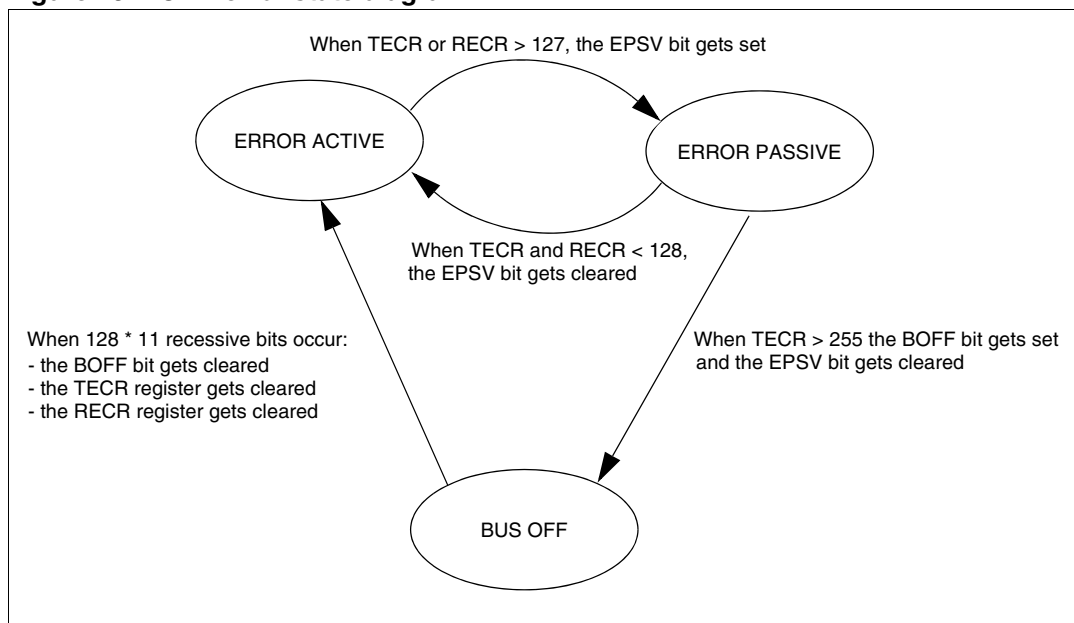 When TECR or RECR > 127, the EPSV bit gets set
ERROR ACTIVE
ERROR PASSIVE
When TECR and RECR < 128,
the EPSV bit gets cleared
When 128 * 11 recessive bits occur:
- the BOFF bit gets cleared
- the TECR register gets cleared
- the RECR register gets cleared
When TECR > 255 the BOFF bit gets set
and the EPSV bit gets cleared
BUS OFF